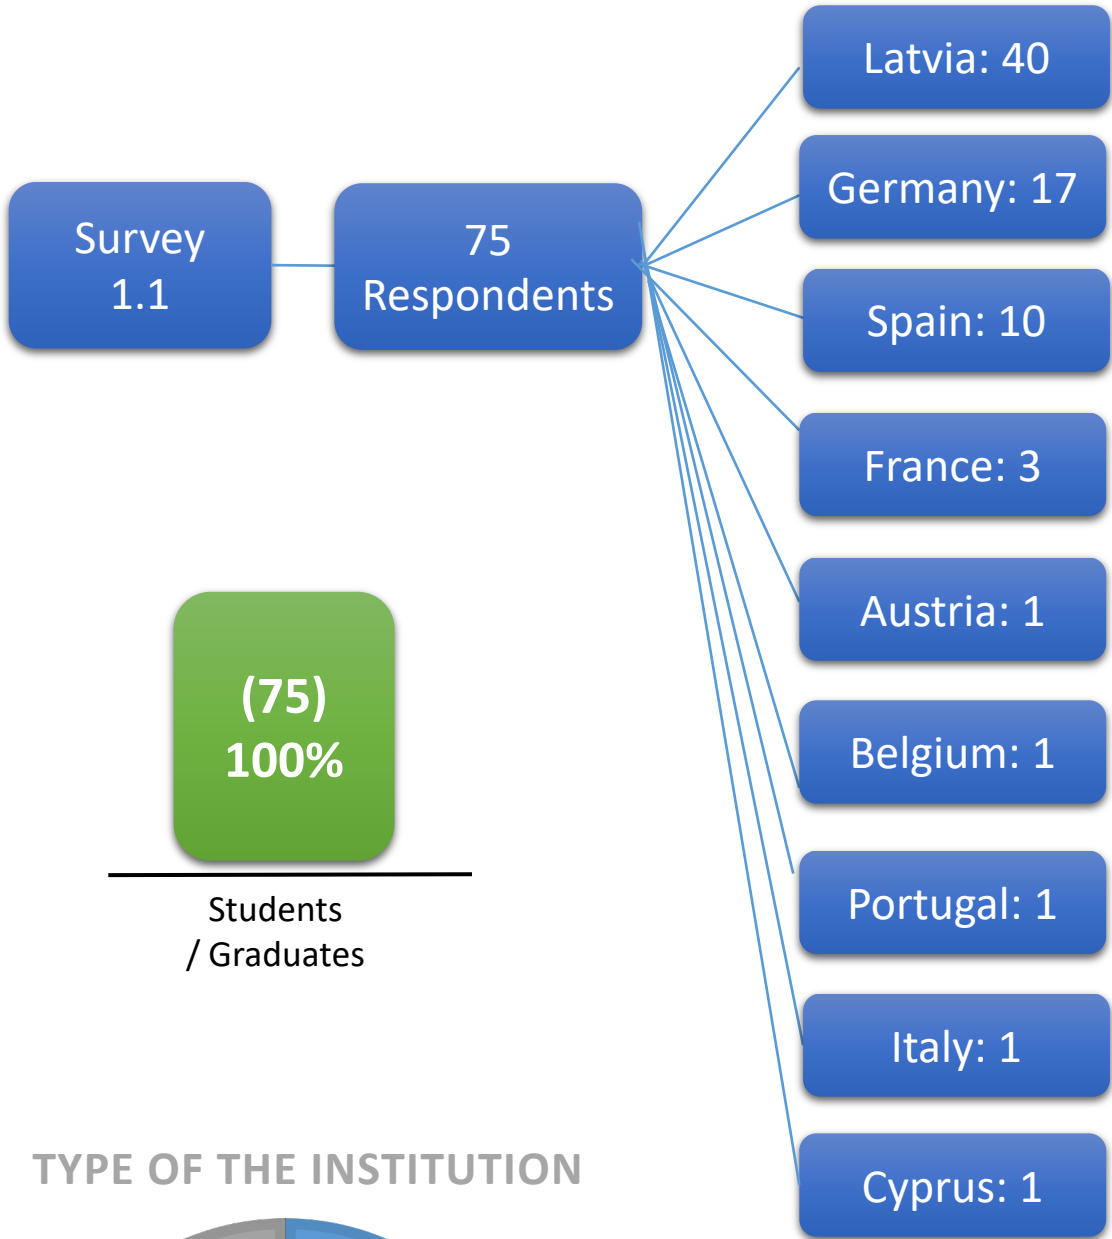 Survey
1.1
75
Respondents
Latvia: 40
Germany: 17
Spain: 10
France: 3
Austria: 1
Belgium: 1
Portugal: 1
Italy: 1
Cyprus: 1
(75)
100%
Students
/ Graduates
TYPE OF THE INSTITUTION